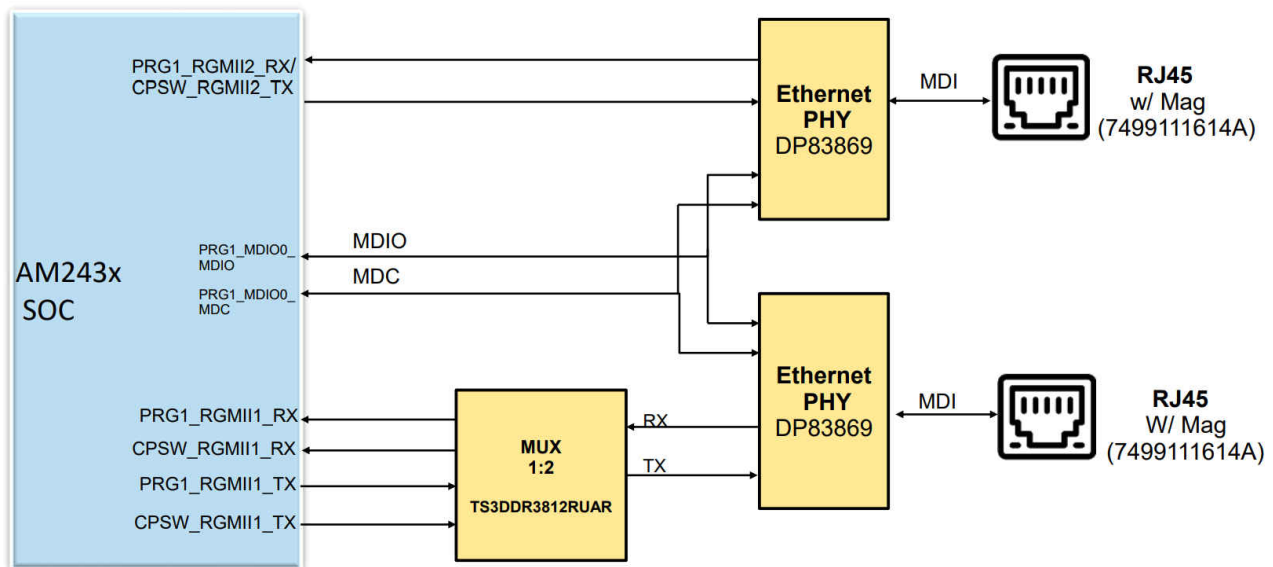 PRG1_RGMII2_RX/
CPSW_RGMII2_TX
Ethernet
PHY
DP83869
MDI
RJ45
w/ Mag
(7499111614A)
AM243x
SOC
PRG1_MDIO0_
MDIO
MDIO
PRG1_MDIO0_
MDC
MDC
Ethernet
PHY
DP83869
MDI
RJ45
W/ Mag
(7499111614A)
PRG1_RGMII1_RX
CPSW_RGMII1_RX
PRG1_RGMII1_TX
CPSW_RGMII1_TX
MUX
1:2
TS3DDR3812RUAR
RX
TX